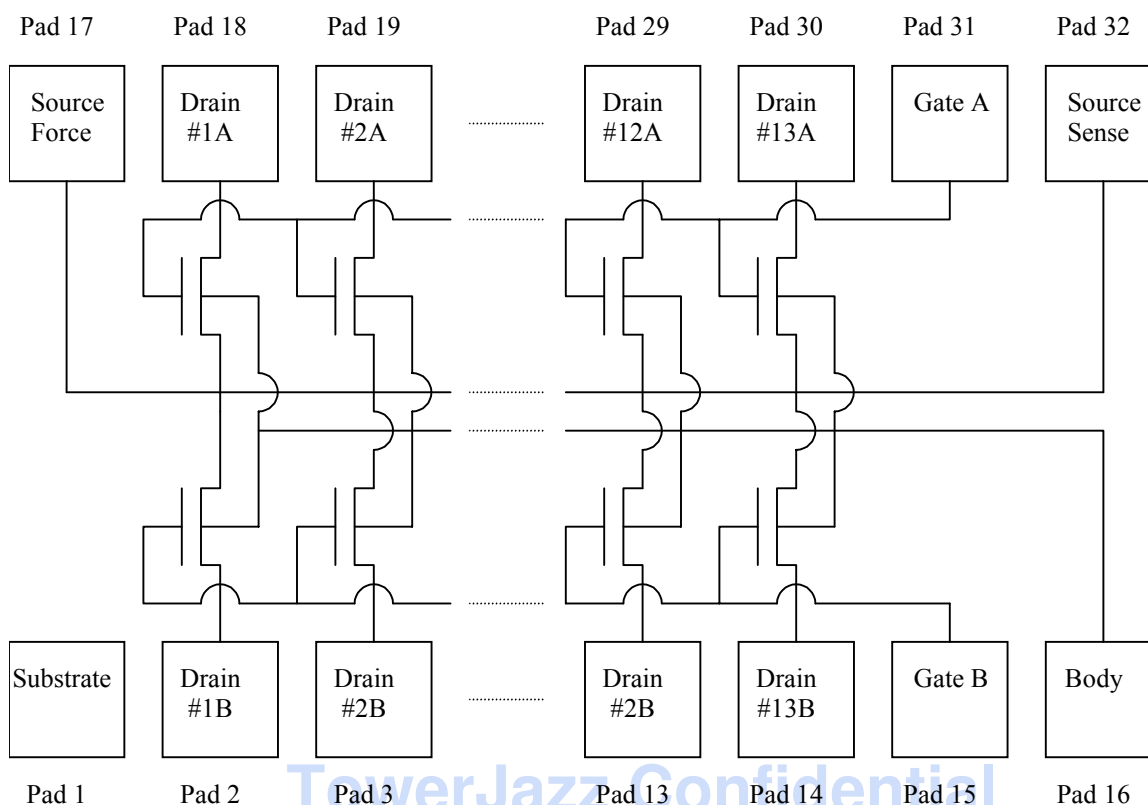 Pad 17 Pad 18 Pad 19 Pad 29 Pad 30 Pad 31 Pad 32
Source Force
Drain #1A
Drain #2A
Drain #12A
Drain #13A
Gate A
Source Sense
Substrate
Drain #1B
Drain #2B
Drain #2B
Drain #13B
Gate B
Body
TowerJazz Confidential
Pad 1 Pad 2 Pad 3 Pad 13 Pad 14 Pad 15 Pad 16